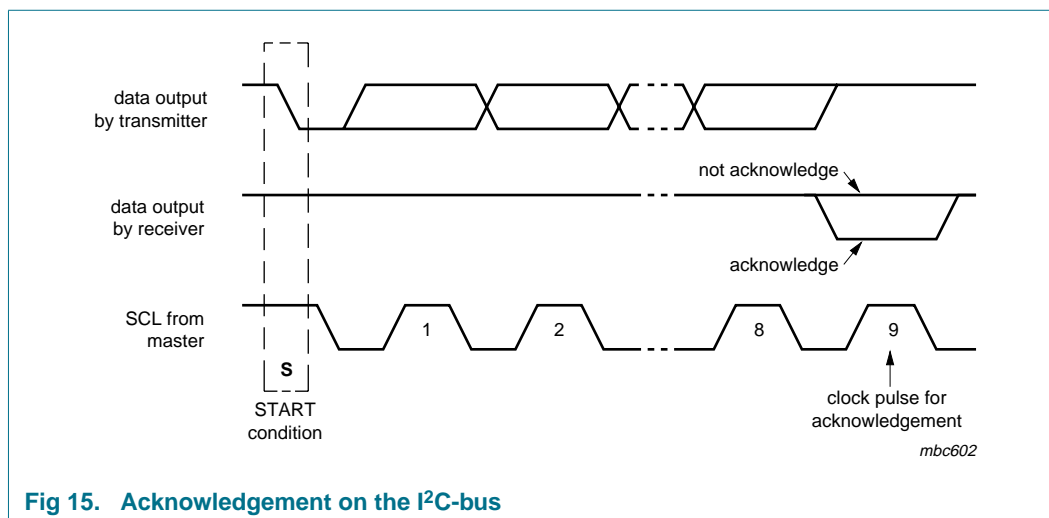 data output
by transmitter
not acknowledge
data output
by receiver
acknowledge
SCL from
master
1
2
8
9
S
START
condition
clock pulse for
acknowledgement
mbc602
Fig 15. Acknowledgement on the I²C-bus